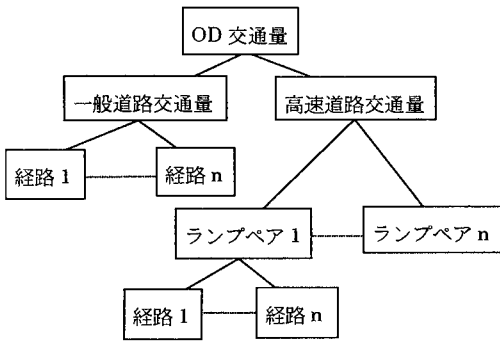 OD 交通量
一般道路交通量
高速道路交通量
経路 1
経路 n
ランプペア 1
ランプペア n
経路 1
経路 n